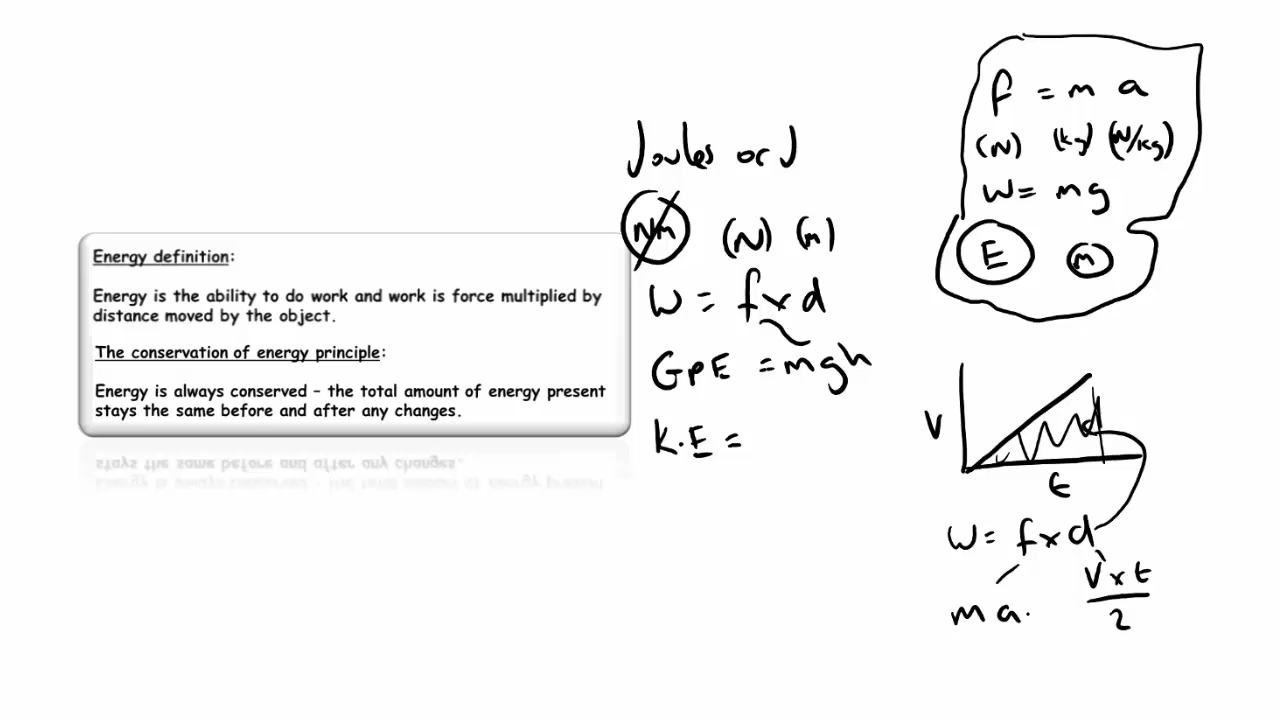 Energy definition:
Energy is the ability to do work and work is force multiplied by
distance moved by the object.
The conservation of energy principle:
Energy is always conserved – the total amount of energy present
stays the same before and after any changes.
Joules or J
Nm (N) (m)
W = f x d
GPE = mgh
K.E =
f = m a
(N) (kg) (N/kg)
W = mg
E m
V
d
t
W = f x d
m a.
V x t
2